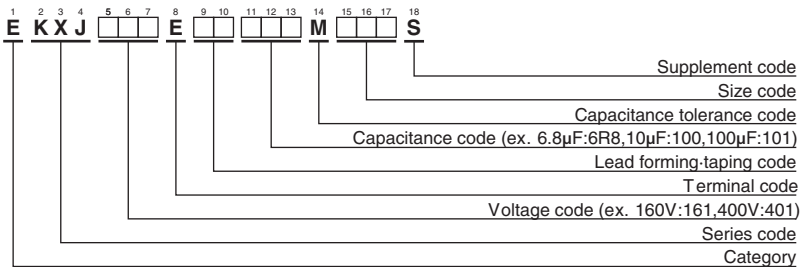 1 2 3 4 5 6 7 8 9 10 11 12 13 14 15 16 17 18
E KXJ □□□ E □□ □□□ M □□□ S
Supplement code
Size code
Capacitance tolerance code
Capacitance code (ex. 6.8μF:6R8,10μF:100,100μF:101)
Lead forming·taping code
Terminal code
Voltage code (ex. 160V:161,400V:401)
Series code
Category